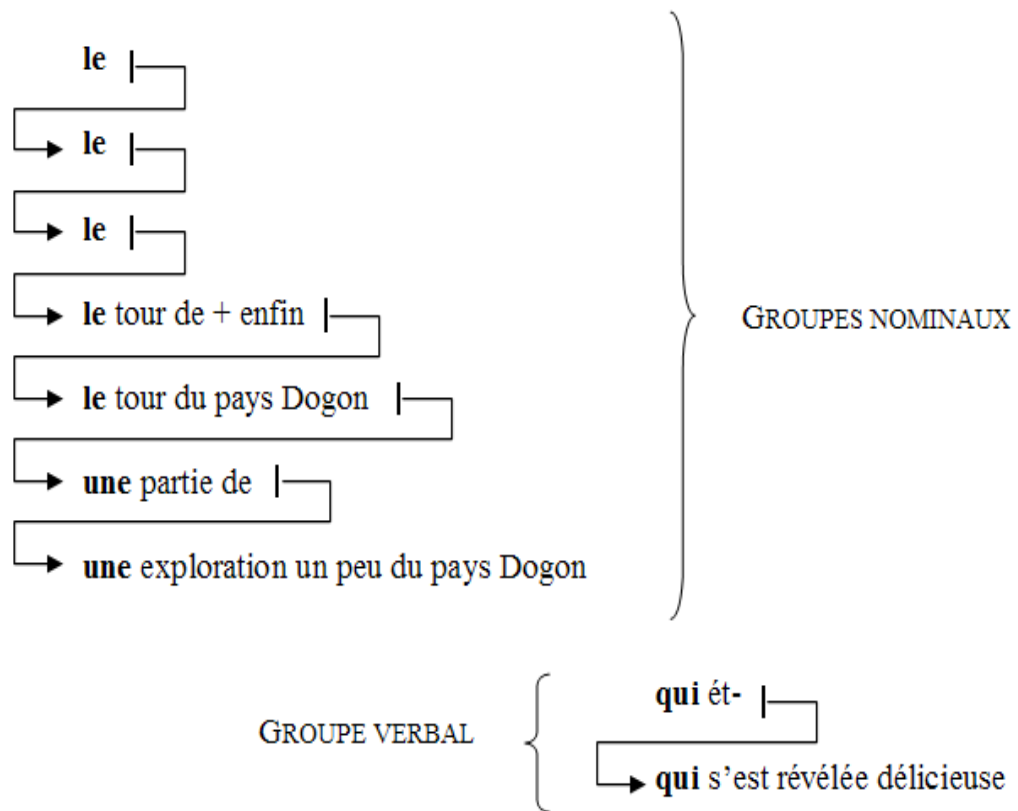 le
le
le
le tour de + enfin
le tour du pays Dogon
une partie de
une exploration un peu du pays Dogon
GROUPES NOMINAUX
GROUPE VERBAL
qui ét-
qui s’est révélée délicieuse